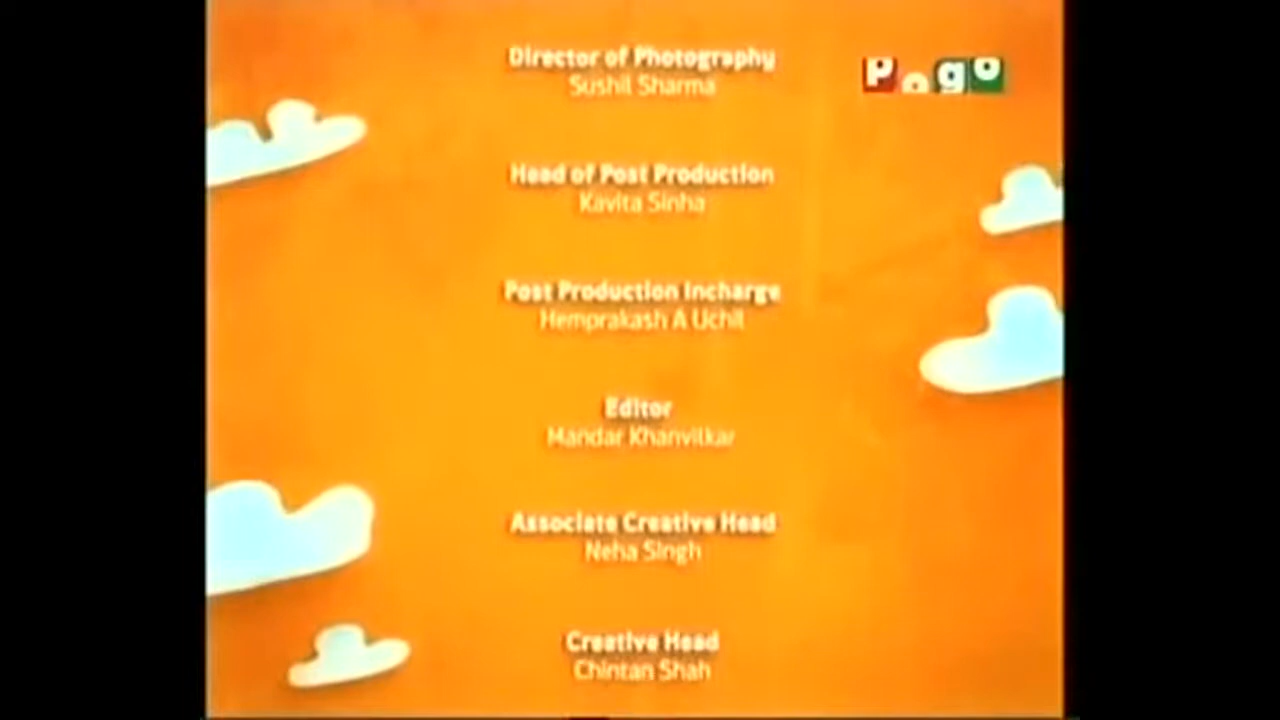 Director of Photography
Sushil Sharma
Pogo
Head of Post Production
Kavita Sinha
Post Production Incharge
Hemprakash A Uchil
Editor
Mandar Khanvilkar
Associate Creative Head
Neha Singh
Creative Head
Chintan Shah